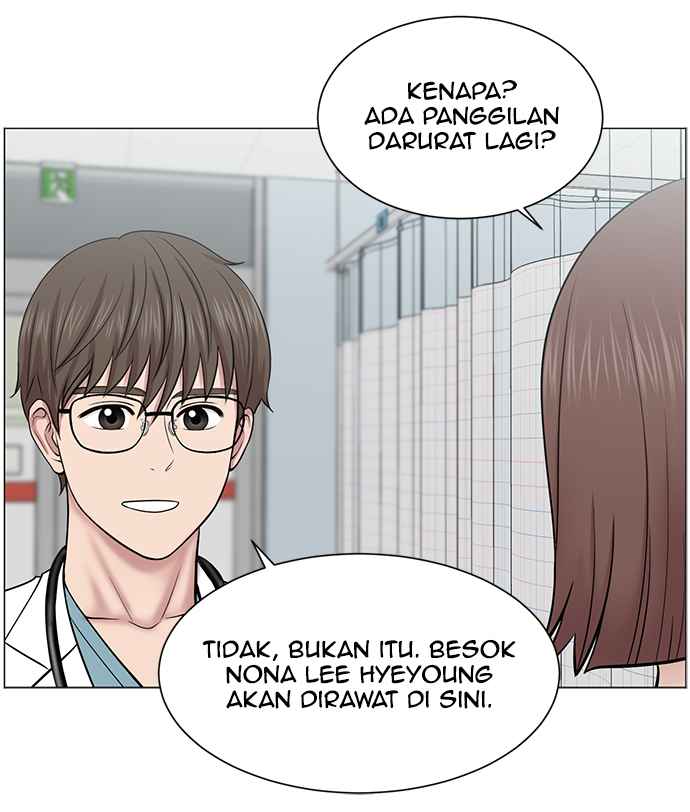 KENAPA?
ADA PANGGILAN
DARURAT LAGI?
TIDAK, BUKAN ITU. BESOK
NONA LEE HYEYOUNG
AKAN DIRAWAT DI SINI.